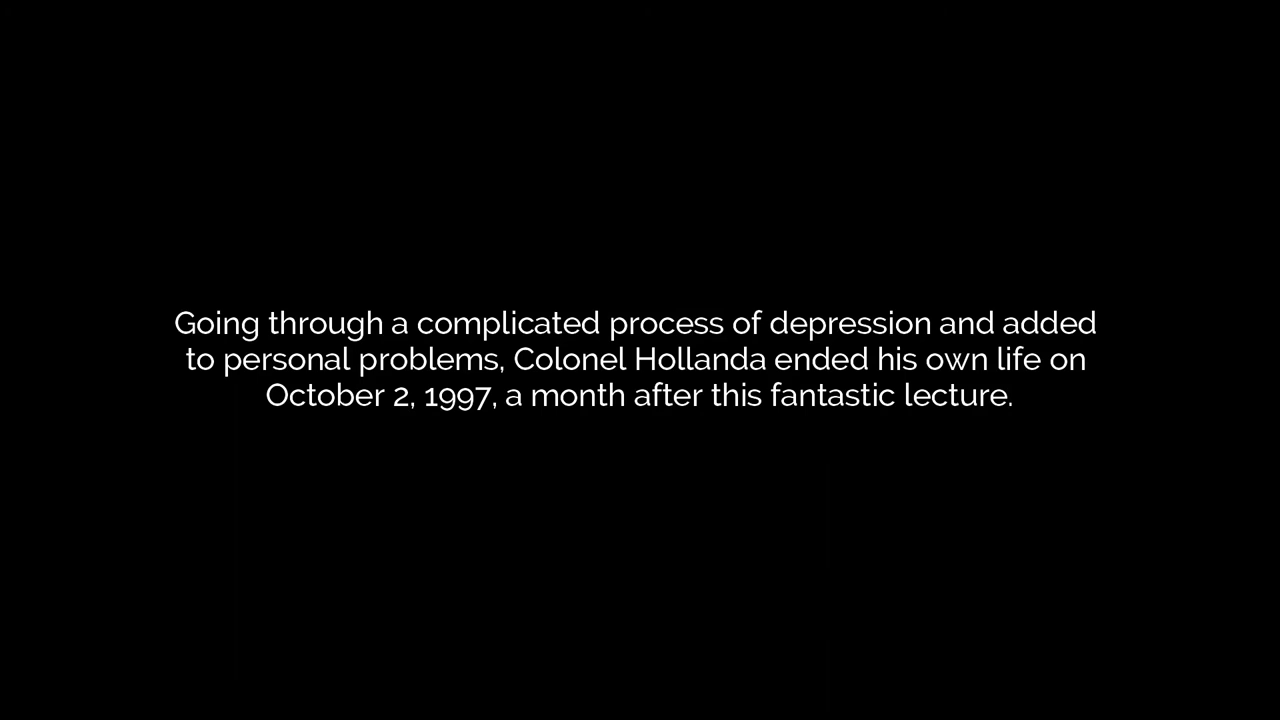 Going through a complicated process of depression and added
to personal problems, Colonel Hollanda ended his own life on
October 2, 1997, a month after this fantastic lecture.